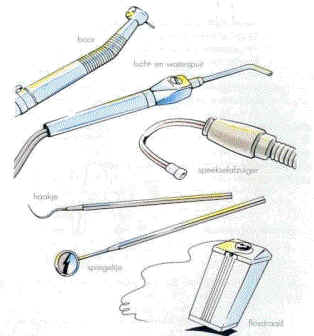 boor
lucht- en waterspuit
speekselafzuiger
haakje
spiegeltje
flosdraad